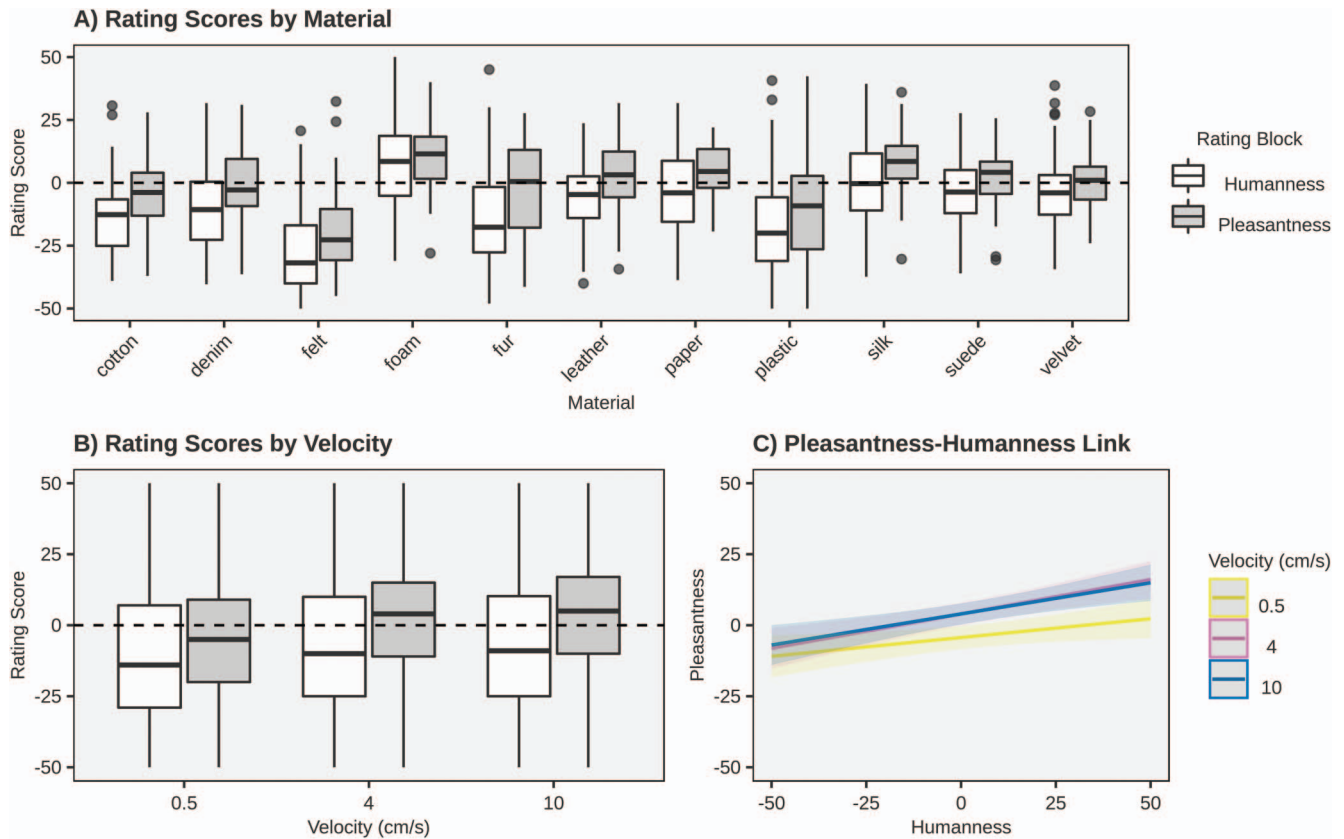 A) Rating Scores by Material
50
25
0
-25
-50
Rating Score
cotton
denim
felt
foam
fur
leather
paper
plastic
silk
suede
velvet
Material
Rating Block
Humanness
Pleasantness
B) Rating Scores by Velocity
50
25
0
-25
-50
Rating Score
0.5
4
10
Velocity (cm/s)
C) Pleasantness-Humanness Link
50
25
0
-25
-50
Pleasantness
-50
-25
0
25
50
Humanness
Velocity (cm/s)
0.5
4
10